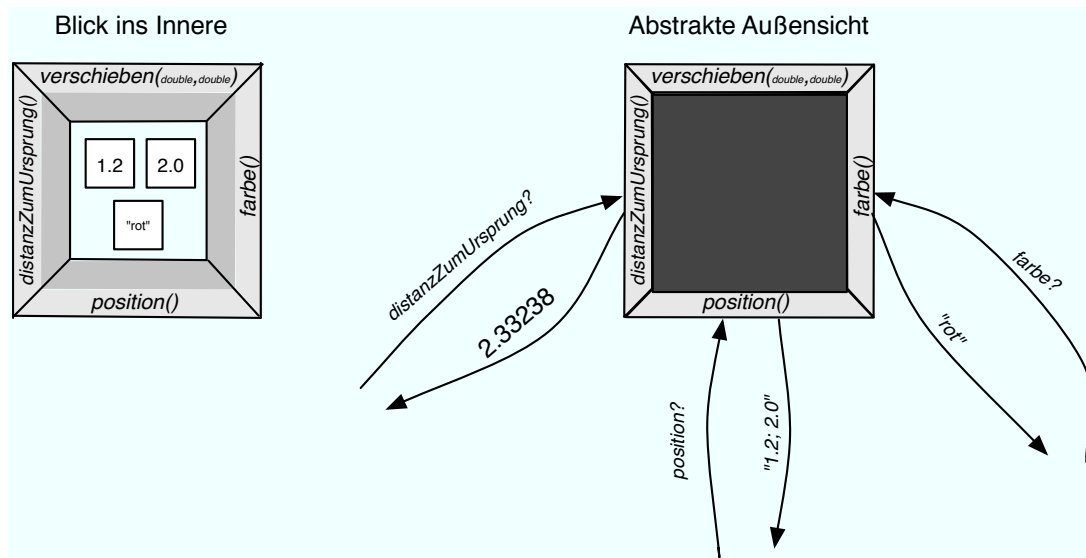 Blick ins Innere
verschieben(double,double)
distanzZumUrsprung()
1.2
2.0
"rot"
farbe()
position()
Abstrakte Außensicht
verschieben(double,double)
distanzZumUrsprung()
farbe()
position()
distanzZumUrsprung?
2.33238
position?
"1.2; 2.0"
farbe?
"rot"